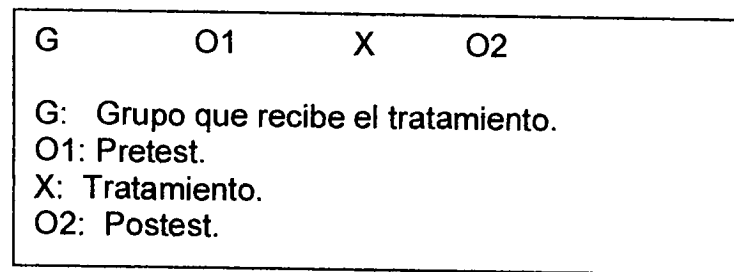 G O1 X O2
G: Grupo que recibe el tratamiento.
O1: Pretest.
X: Tratamiento.
O2: Postest.